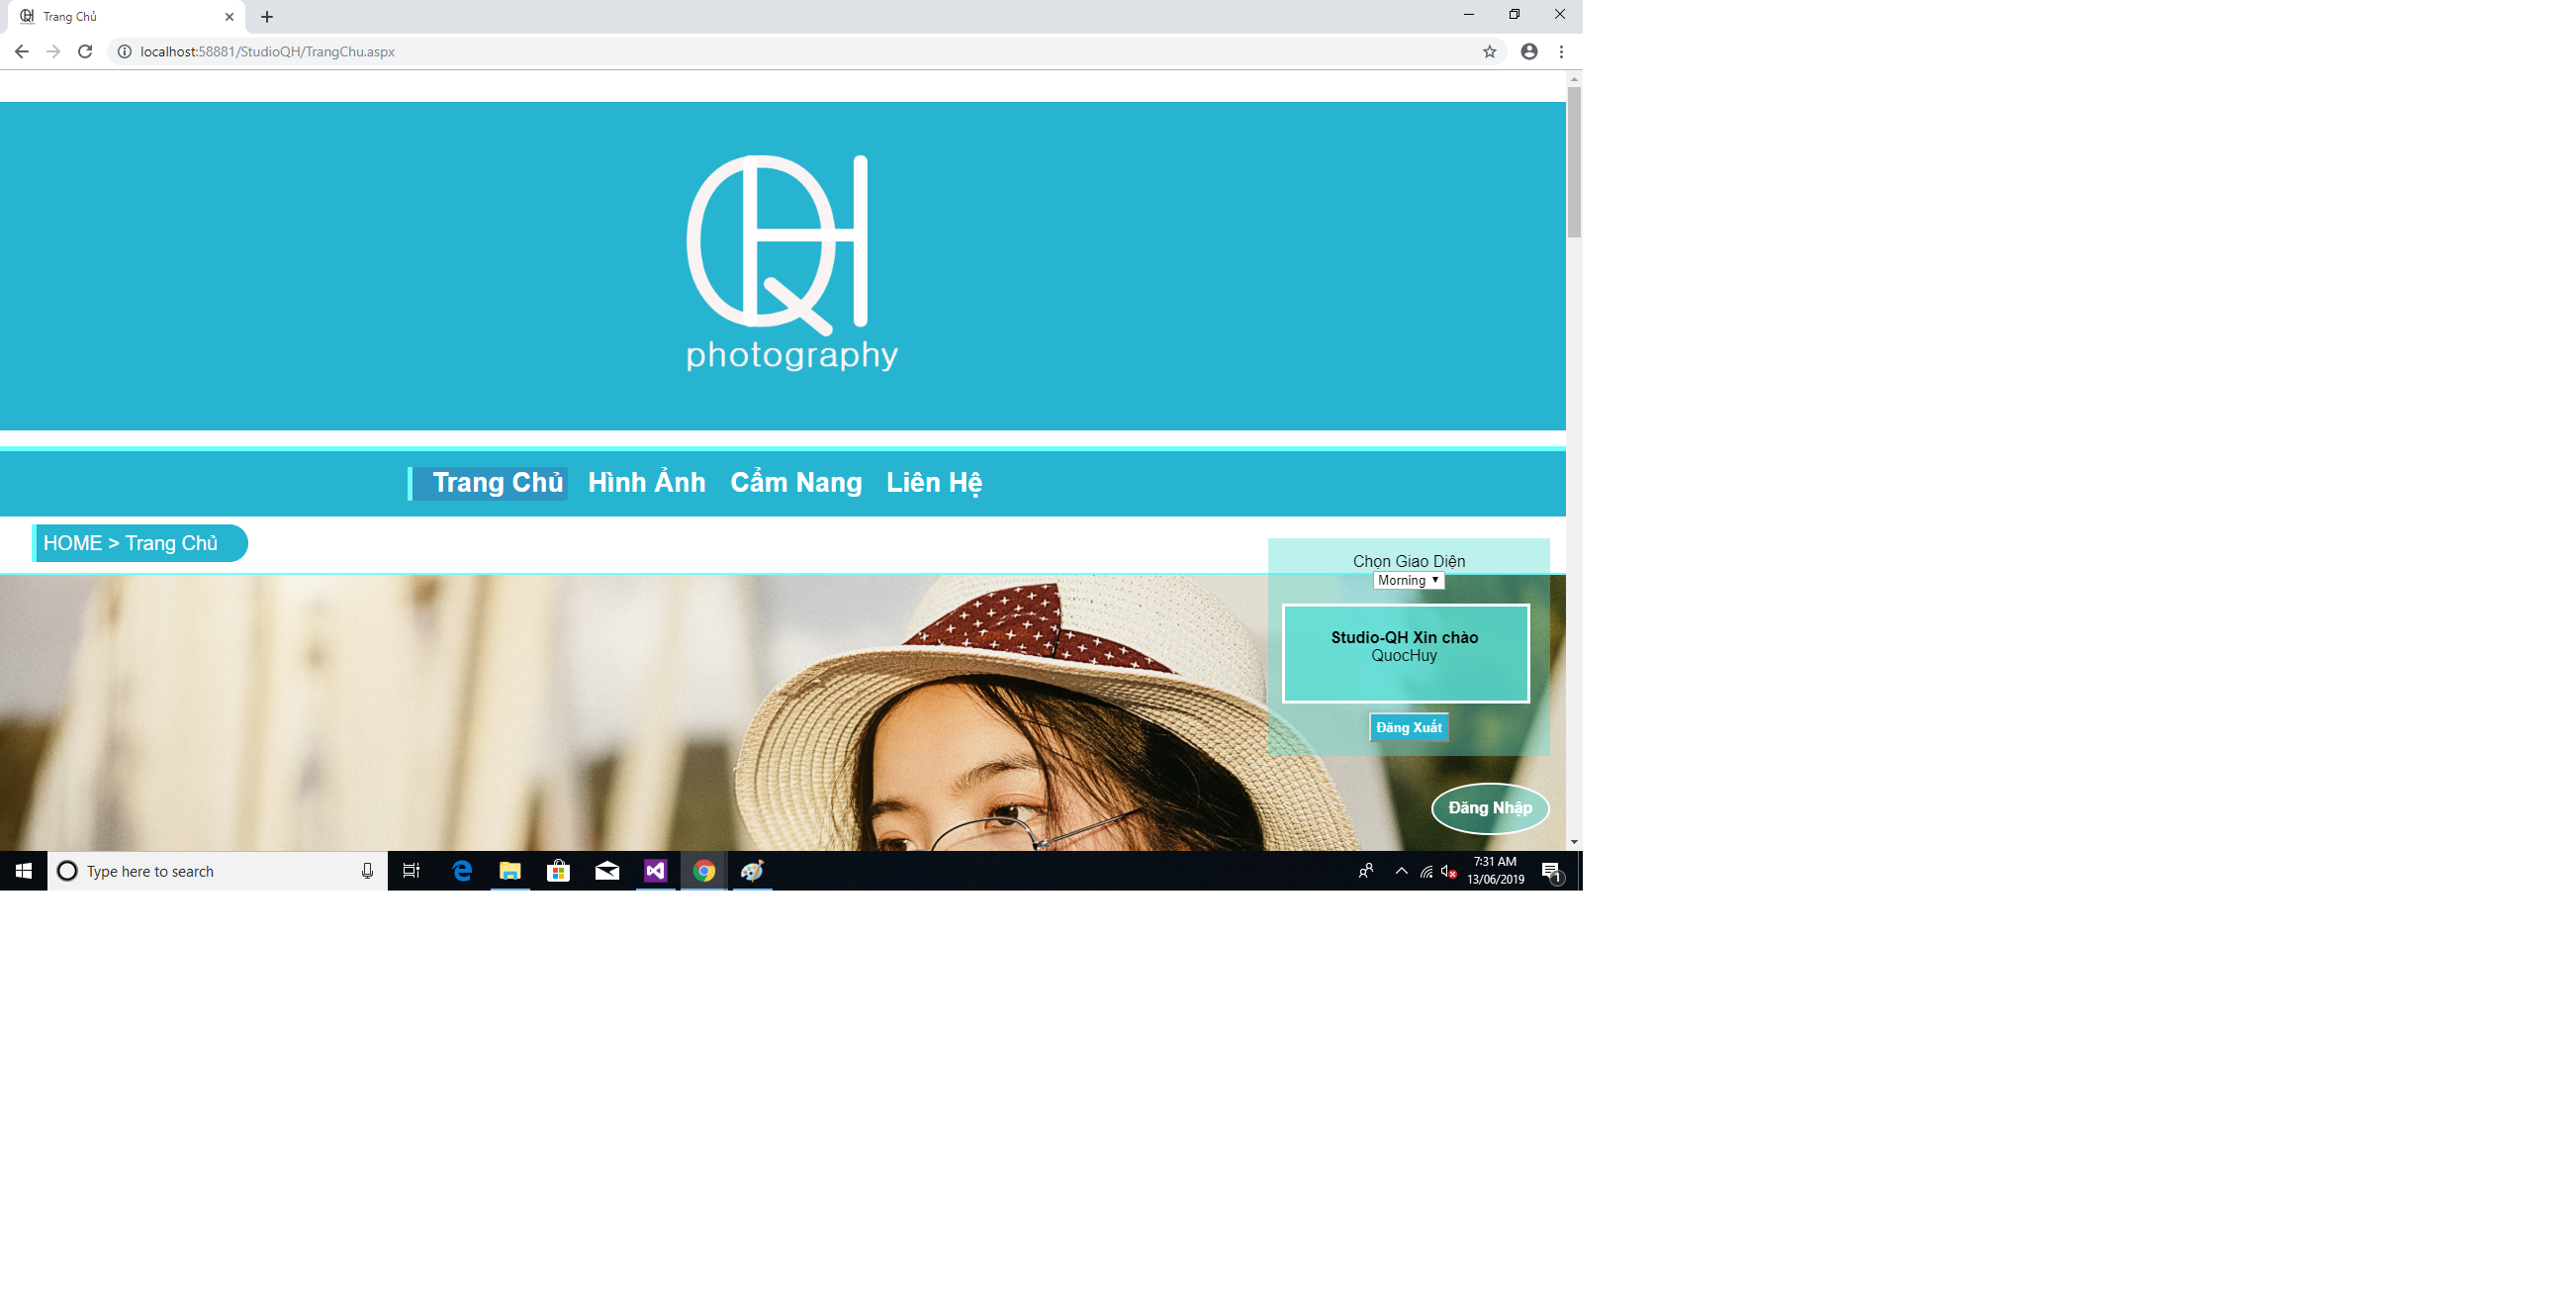 Trang Chủ
localhost:58881/StudioQH/TrangChu.aspx
QH
photography
Trang Chủ Hình Ảnh Cẩm Nang Liên Hệ
HOME > Trang Chủ
Chọn Giao Diện
Morning
Studio-QH Xin chào
QuocHuy
Đăng Xuất
Đăng Nhập
Type here to search
7:31 AM
13/06/2019
1